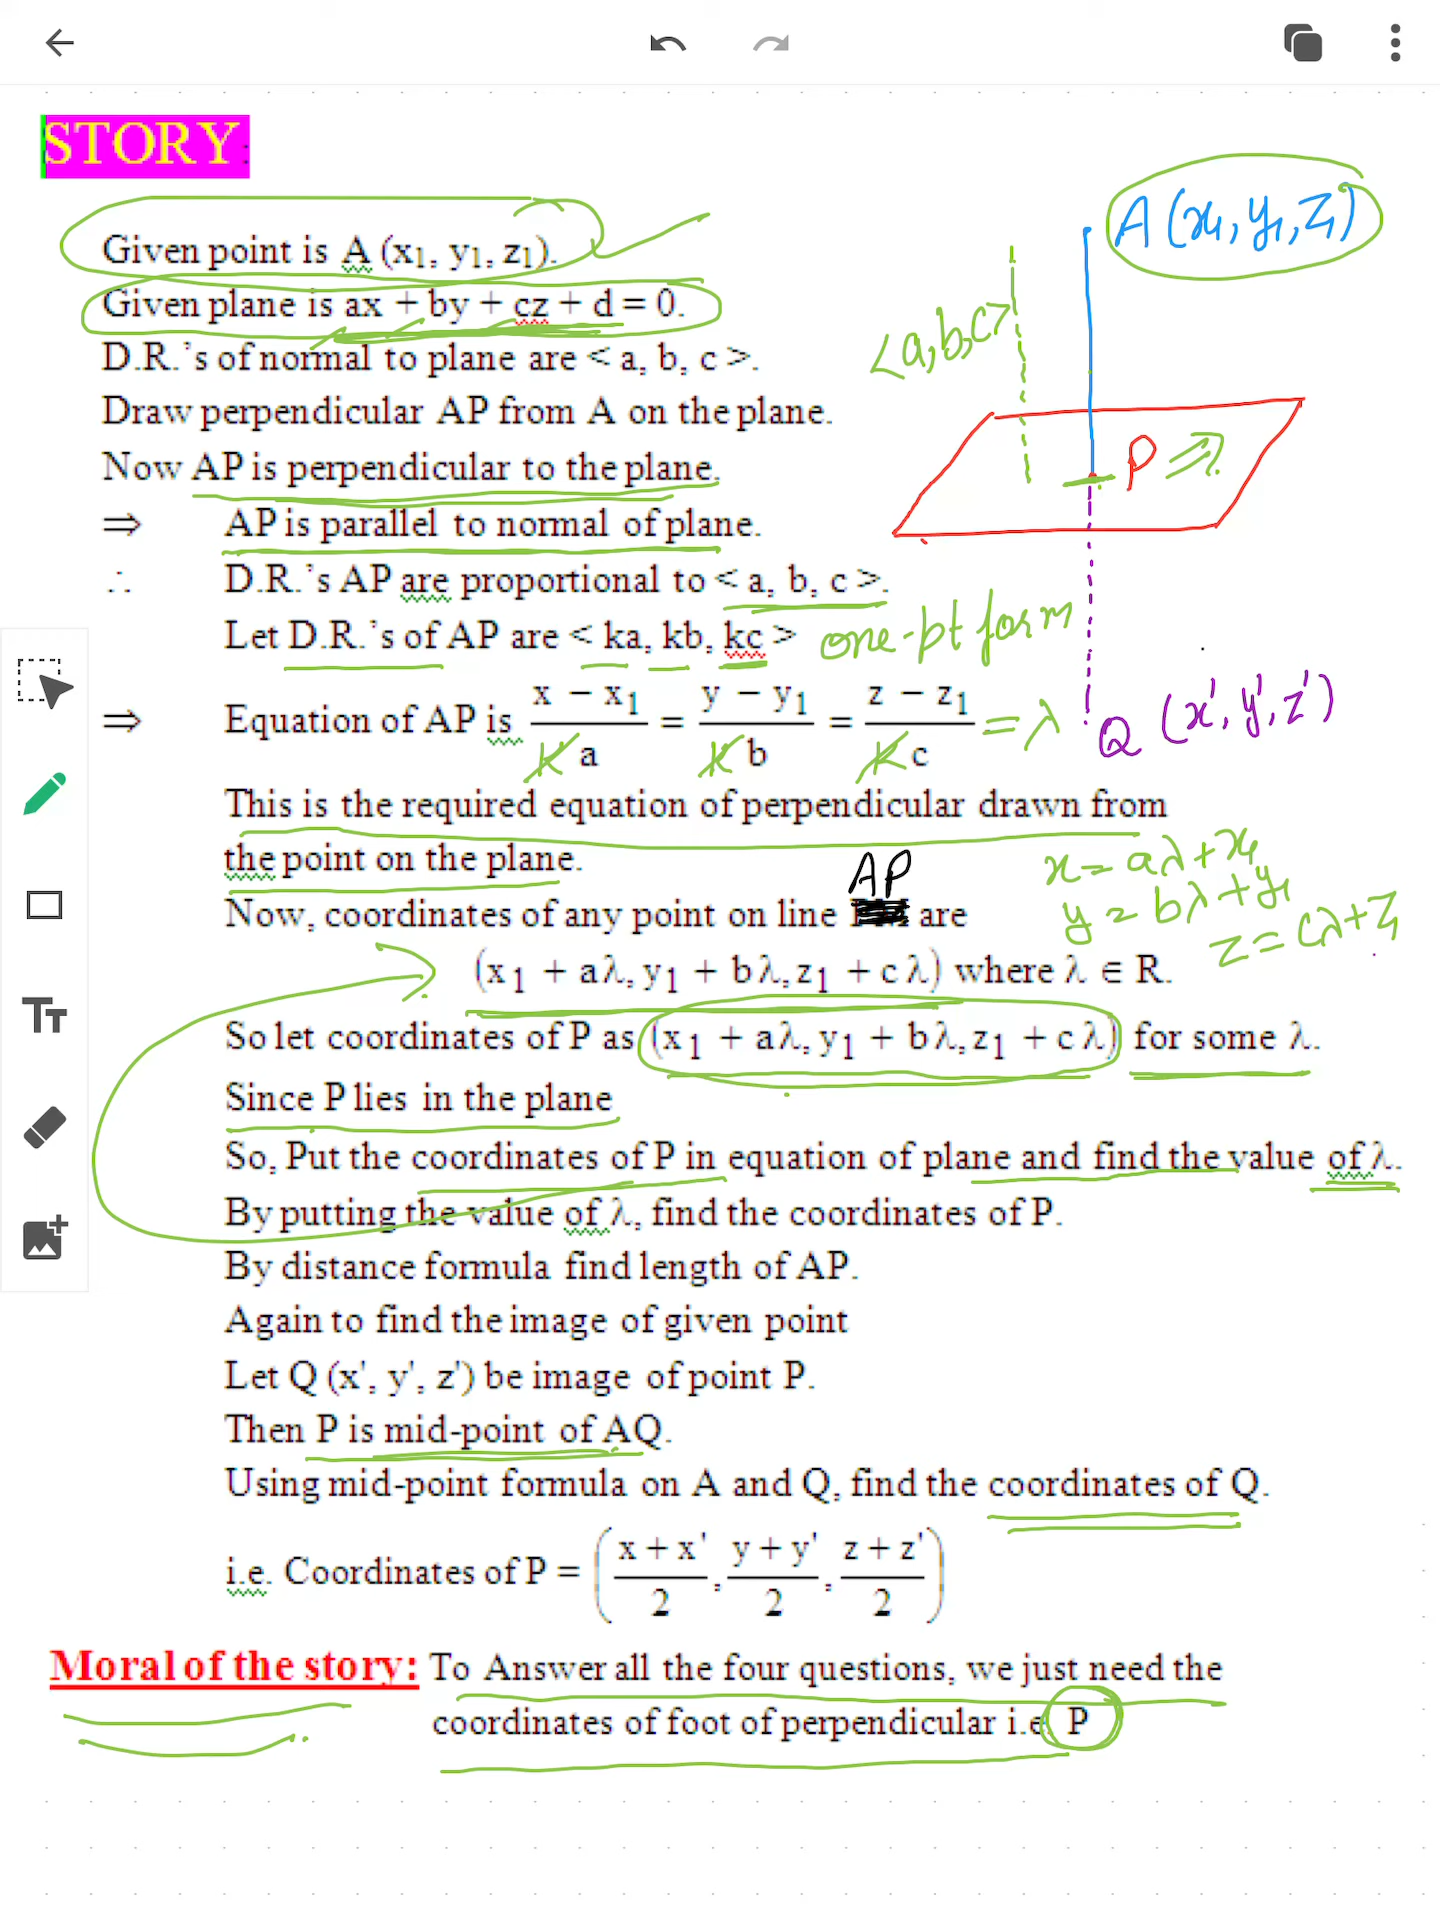 STORY:
Given point is A (x₁, y₁, z₁).
Given plane is ax + by + cz + d = 0.
D.R.'s of normal to plane are < a, b, c >.
Draw perpendicular AP from A on the plane.
Now AP is perpendicular to the plane.
⇒ AP is parallel to normal of plane.
∴ D.R.'s AP are proportional to < a, b, c >.
Let D.R.'s of AP are < ka, kb, kc > one-pt form
⇒ Equation of AP is (x − x₁)/(k a) = (y − y₁)/(k b) = (z − z₁)/(k c) = λ
A (x₁, y₁, z₁)
<a, b, c>
P ⇒?
Q (x', y', z')
This is the required equation of perpendicular drawn from
the point on the plane.
x = aλ + x₁
y = bλ + y₁
z = cλ + z₁
AP
Now, coordinates of any point on line are
(x₁ + aλ, y₁ + bλ, z₁ + c λ) where λ ∈ R.
So let coordinates of P as (x₁ + aλ, y₁ + bλ, z₁ + c λ) for some λ.
Since P lies in the plane
So, Put the coordinates of P in equation of plane and find the value of λ.
By putting the value of λ, find the coordinates of P.
By distance formula find length of AP.
Again to find the image of given point
Let Q (x', y', z') be image of point P.
Then P is mid-point of AQ.
Using mid-point formula on A and Q, find the coordinates of Q.
i.e. Coordinates of P = ((x + x')/2, (y + y')/2, (z + z')/2)
Moral of the story: To Answer all the four questions, we just need the
coordinates of foot of perpendicular i.e P